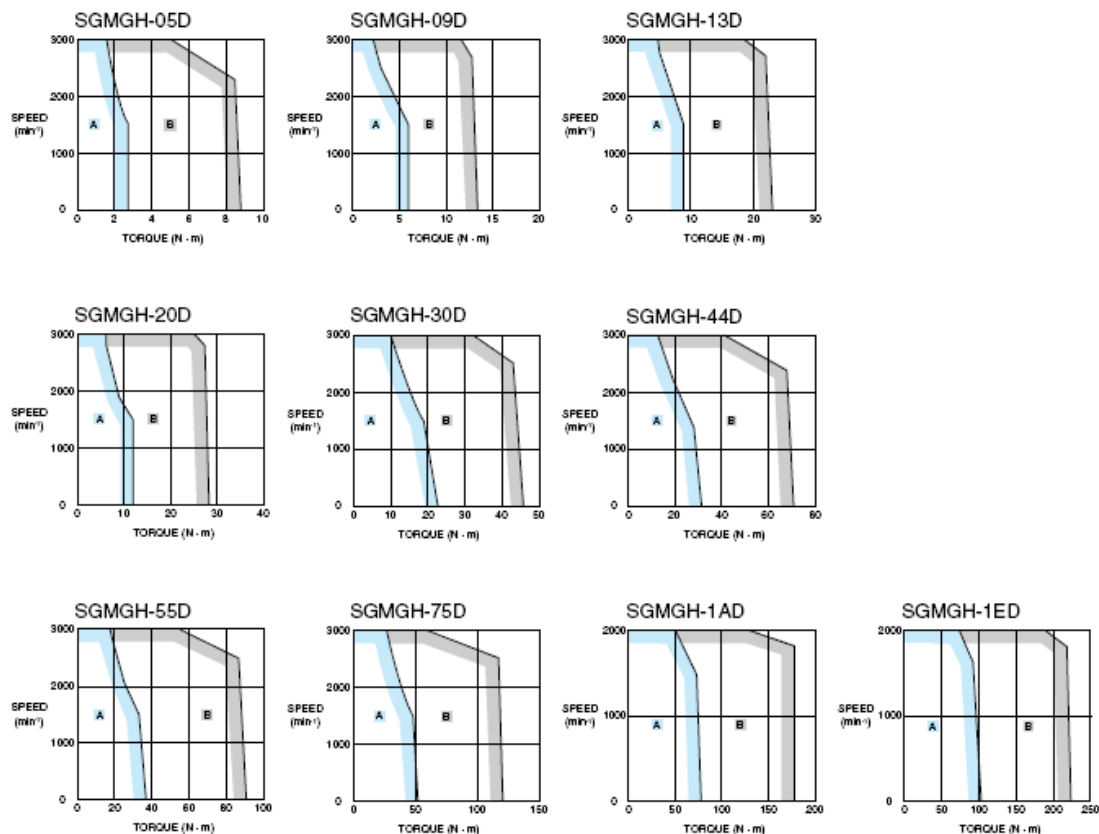 SGMGH-05D
3000
2000
SPEED
(min-1)
A
B
1000
0
0 2 4 6 8 10
TORQUE (N · m)
SGMGH-09D
3000
2000
SPEED
(min-1)
A
B
1000
0
0 5 10 15 20
TORQUE (N · m)
SGMGH-13D
3000
2000
SPEED
(min-1)
A
B
1000
0
0 10 20 30
TORQUE (N · m)
SGMGH-20D
3000
2000
SPEED
(min-1)
A
B
1000
0
0 10 20 30 40
TORQUE (N · m)
SGMGH-30D
3000
2000
SPEED
(min-1)
A
B
1000
0
0 10 20 30 40 50
TORQUE (N · m)
SGMGH-44D
3000
2000
SPEED
(min-1)
A
B
1000
0
0 20 40 60 80
TORQUE (N · m)
SGMGH-55D
3000
2000
SPEED
(min-1)
A
B
1000
0
0 20 40 60 80 100
TORQUE (N · m)
SGMGH-75D
3000
2000
SPEED
(min-1)
A
B
1000
0
0 50 100 150
TORQUE (N · m)
SGMGH-1AD
2000
SPEED
(min-1)
1000
A
B
0
0 50 100 150 200
TORQUE (N · m)
SGMGH-1ED
2000
SPEED
(min-1)
1000
A
B
0
0 50 100 150 200 250
TORQUE (N · m)